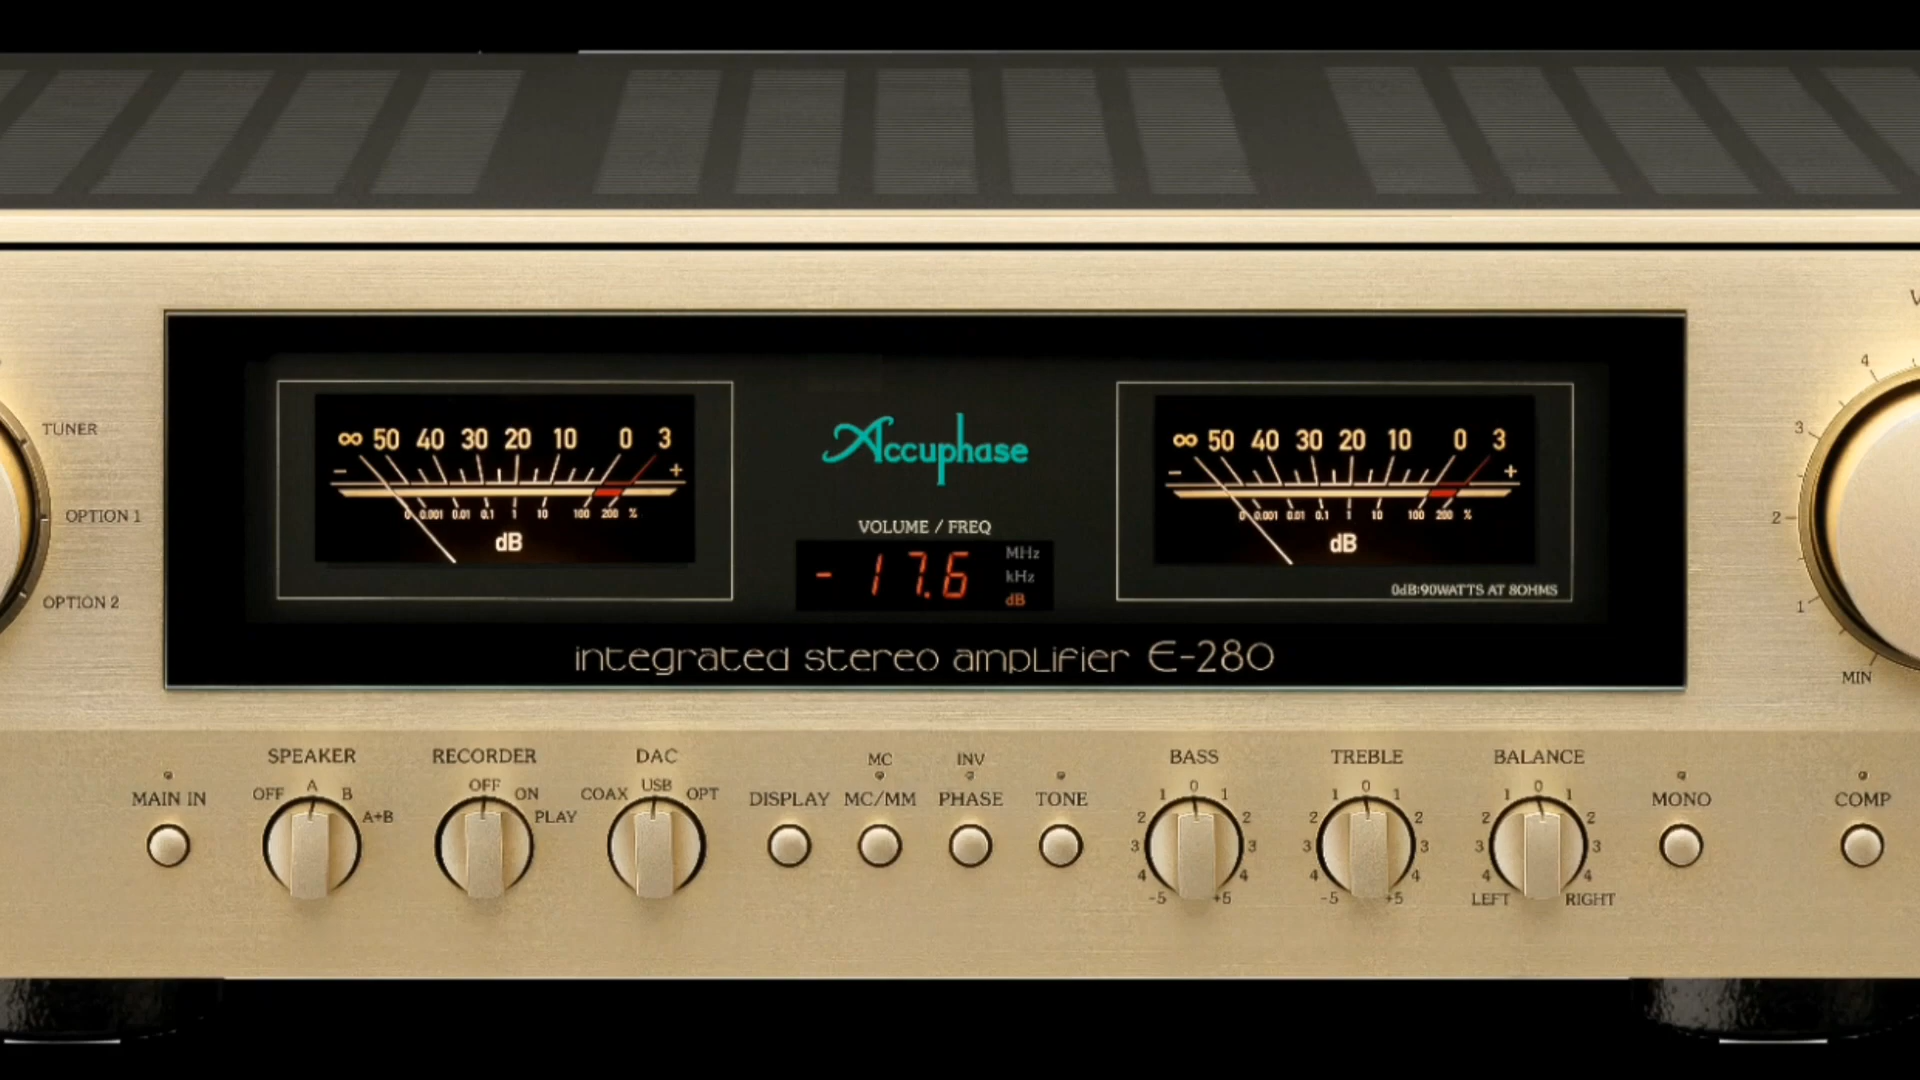 V
4
3
2
1
MIN
TUNER
OPTION 1
OPTION 2
∞ 50 40 30 20 10 0 3
- +
0 0.001 0.01 0.1 1 10 100 200 %
dB
Accuphase
VOLUME / FREQ
-17.6
MHz
kHz
dB
∞ 50 40 30 20 10 0 3
- +
0 0.001 0.01 0.1 1 10 100 200 %
dB
0dB:90WATTS AT 8OHMS
integrated stereo amplifier E-280
MAIN IN
SPEAKER
OFF A B A+B
RECORDER
OFF ON PLAY
DAC
COAX USB OPT
DISPLAY
MC
MC/MM
INV
PHASE
TONE
BASS
-5 4 3 2 1 0 1 2 3 4 +5
TREBLE
-5 4 3 2 1 0 1 2 3 4 +5
BALANCE
LEFT 4 3 2 1 0 1 2 3 4 RIGHT
MONO
COMP